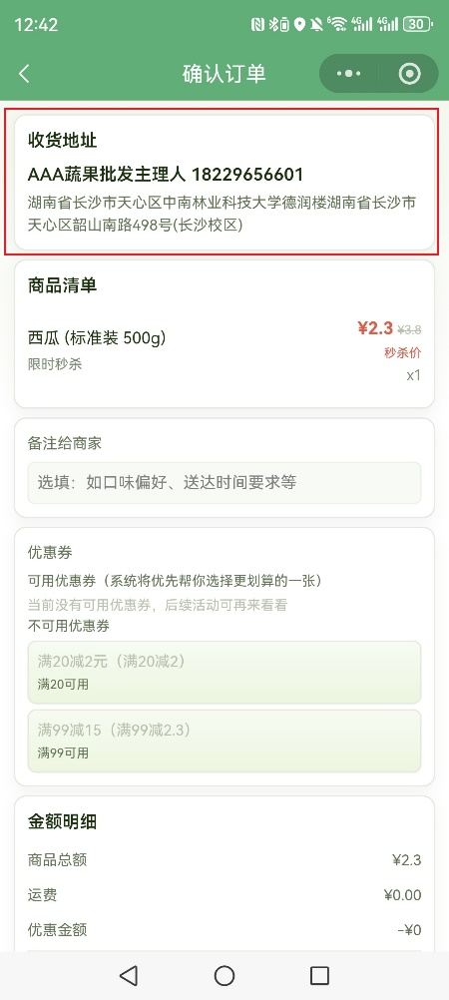 12:42
6
4G
4G
30
确认订单
收货地址
AAA蔬果批发主理人 18229656601
湖南省长沙市天心区中南林业科技大学德润楼湖南省长沙市
天心区韶山南路498号(长沙校区)
商品清单
西瓜 (标准装 500g)
¥2.3 ¥3.8
限时秒杀
秒杀价
x1
备注给商家
选填：如口味偏好、送达时间要求等
优惠券
可用优惠券（系统将优先帮你选择更划算的一张）
当前没有可用优惠券，后续活动可再来看看
不可用优惠券
满20减2元（满20减2）
满20可用
满99减15（满99减2.3）
满99可用
金额明细
商品总额 ¥2.3
运费 ¥0.00
优惠金额 -¥0